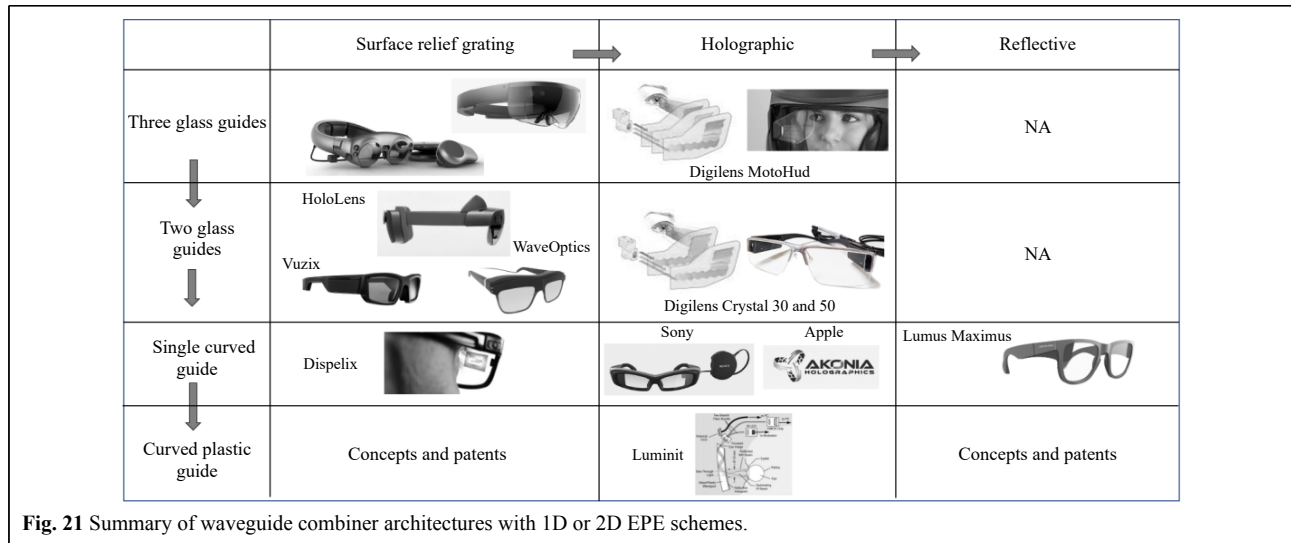 Surface relief grating
Holographic
Reflective
Three glass guides
Digilens MotoHud
NA
Two glass
guides
HoloLens
WaveOptics
Vuzix
Digilens Crystal 30 and 50
NA
Single curved
guide
Dispelix
Sony
Apple
AKONIA
HOLOGRAPHICS
Lumus Maximus
Curved plastic
guide
Concepts and patents
Luminit
Concepts and patents
Fig. 21 Summary of waveguide combiner architectures with 1D or 2D EPE schemes.